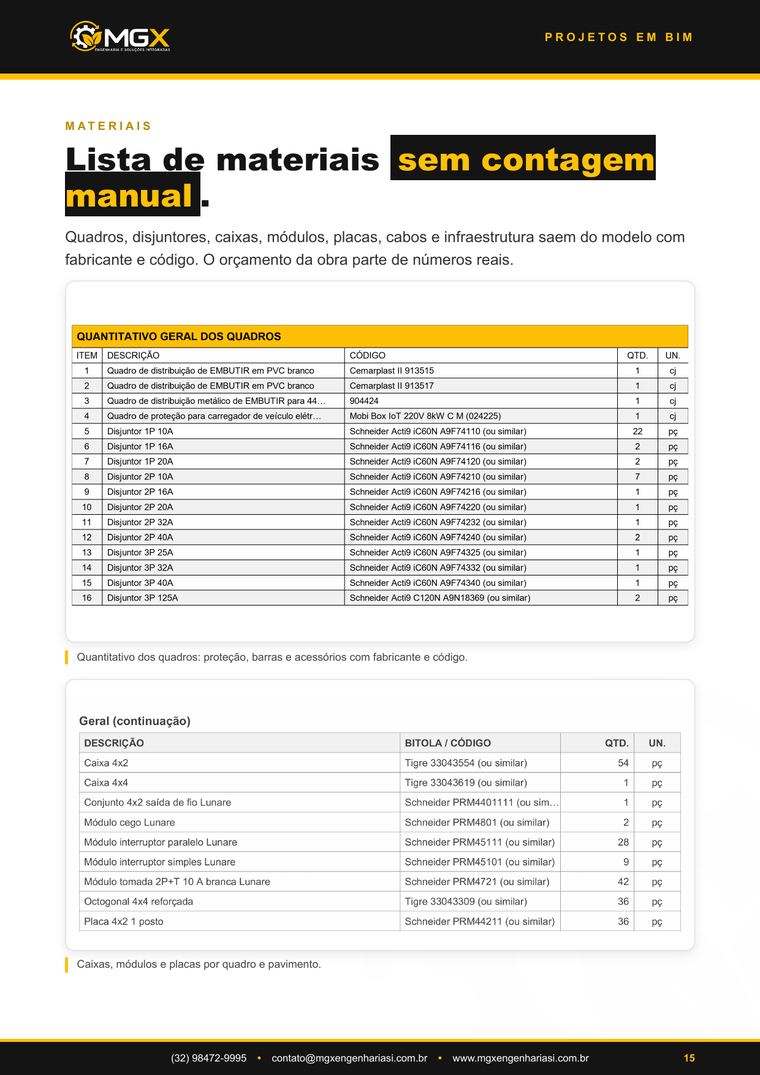 MGX
ENGENHARIA E SOLUÇÕES INTEGRADAS
PROJETOS EM BIM
MATERIAIS
Lista de materiais sem contagem
manual.
Quadros, disjuntores, caixas, módulos, placas, cabos e infraestrutura saem do modelo com
fabricante e código. O orçamento da obra parte de números reais.
QUANTITATIVO GERAL DOS QUADROS
ITEM DESCRIÇÃO CÓDIGO QTD. UN.
1 Quadro de distribuição de EMBUTIR em PVC branco Cemarplast II 913515 1 cj
2 Quadro de distribuição de EMBUTIR em PVC branco Cemarplast II 913517 1 cj
3 Quadro de distribuição metálico de EMBUTIR para 44… 904424 1 cj
4 Quadro de proteção para carregador de veículo elétr… Mobi Box IoT 220V 8kW C M (024225) 1 cj
5 Disjuntor 1P 10A Schneider Acti9 iC60N A9F74110 (ou similar) 22 pç
6 Disjuntor 1P 16A Schneider Acti9 iC60N A9F74116 (ou similar) 2 pç
7 Disjuntor 1P 20A Schneider Acti9 iC60N A9F74120 (ou similar) 2 pç
8 Disjuntor 2P 10A Schneider Acti9 iC60N A9F74210 (ou similar) 7 pç
9 Disjuntor 2P 16A Schneider Acti9 iC60N A9F74216 (ou similar) 1 pç
10 Disjuntor 2P 20A Schneider Acti9 iC60N A9F74220 (ou similar) 1 pç
11 Disjuntor 2P 32A Schneider Acti9 iC60N A9F74232 (ou similar) 1 pç
12 Disjuntor 2P 40A Schneider Acti9 iC60N A9F74240 (ou similar) 2 pç
13 Disjuntor 3P 25A Schneider Acti9 iC60N A9F74325 (ou similar) 1 pç
14 Disjuntor 3P 32A Schneider Acti9 iC60N A9F74332 (ou similar) 1 pç
15 Disjuntor 3P 40A Schneider Acti9 iC60N A9F74340 (ou similar) 1 pç
16 Disjuntor 3P 125A Schneider Acti9 C120N A9N18369 (ou similar) 2 pç
Quantitativo dos quadros: proteção, barras e acessórios com fabricante e código.
Geral (continuação)
DESCRIÇÃO BITOLA / CÓDIGO QTD. UN.
Caixa 4x2 Tigre 33043554 (ou similar) 54 pç
Caixa 4x4 Tigre 33043619 (ou similar) 1 pç
Conjunto 4x2 saída de fio Lunare Schneider PRM4401111 (ou sim… 1 pç
Módulo cego Lunare Schneider PRM4801 (ou similar) 2 pç
Módulo interruptor paralelo Lunare Schneider PRM45111 (ou similar) 28 pç
Módulo interruptor simples Lunare Schneider PRM45101 (ou similar) 9 pç
Módulo tomada 2P+T 10 A branca Lunare Schneider PRM4721 (ou similar) 42 pç
Octogonal 4x4 reforçada Tigre 33043309 (ou similar) 36 pç
Placa 4x2 1 posto Schneider PRM44211 (ou similar) 36 pç
Caixas, módulos e placas por quadro e pavimento.
(32) 98472-9995 • contato@mgxengenhariasi.com.br • www.mgxengenhariasi.com.br 15